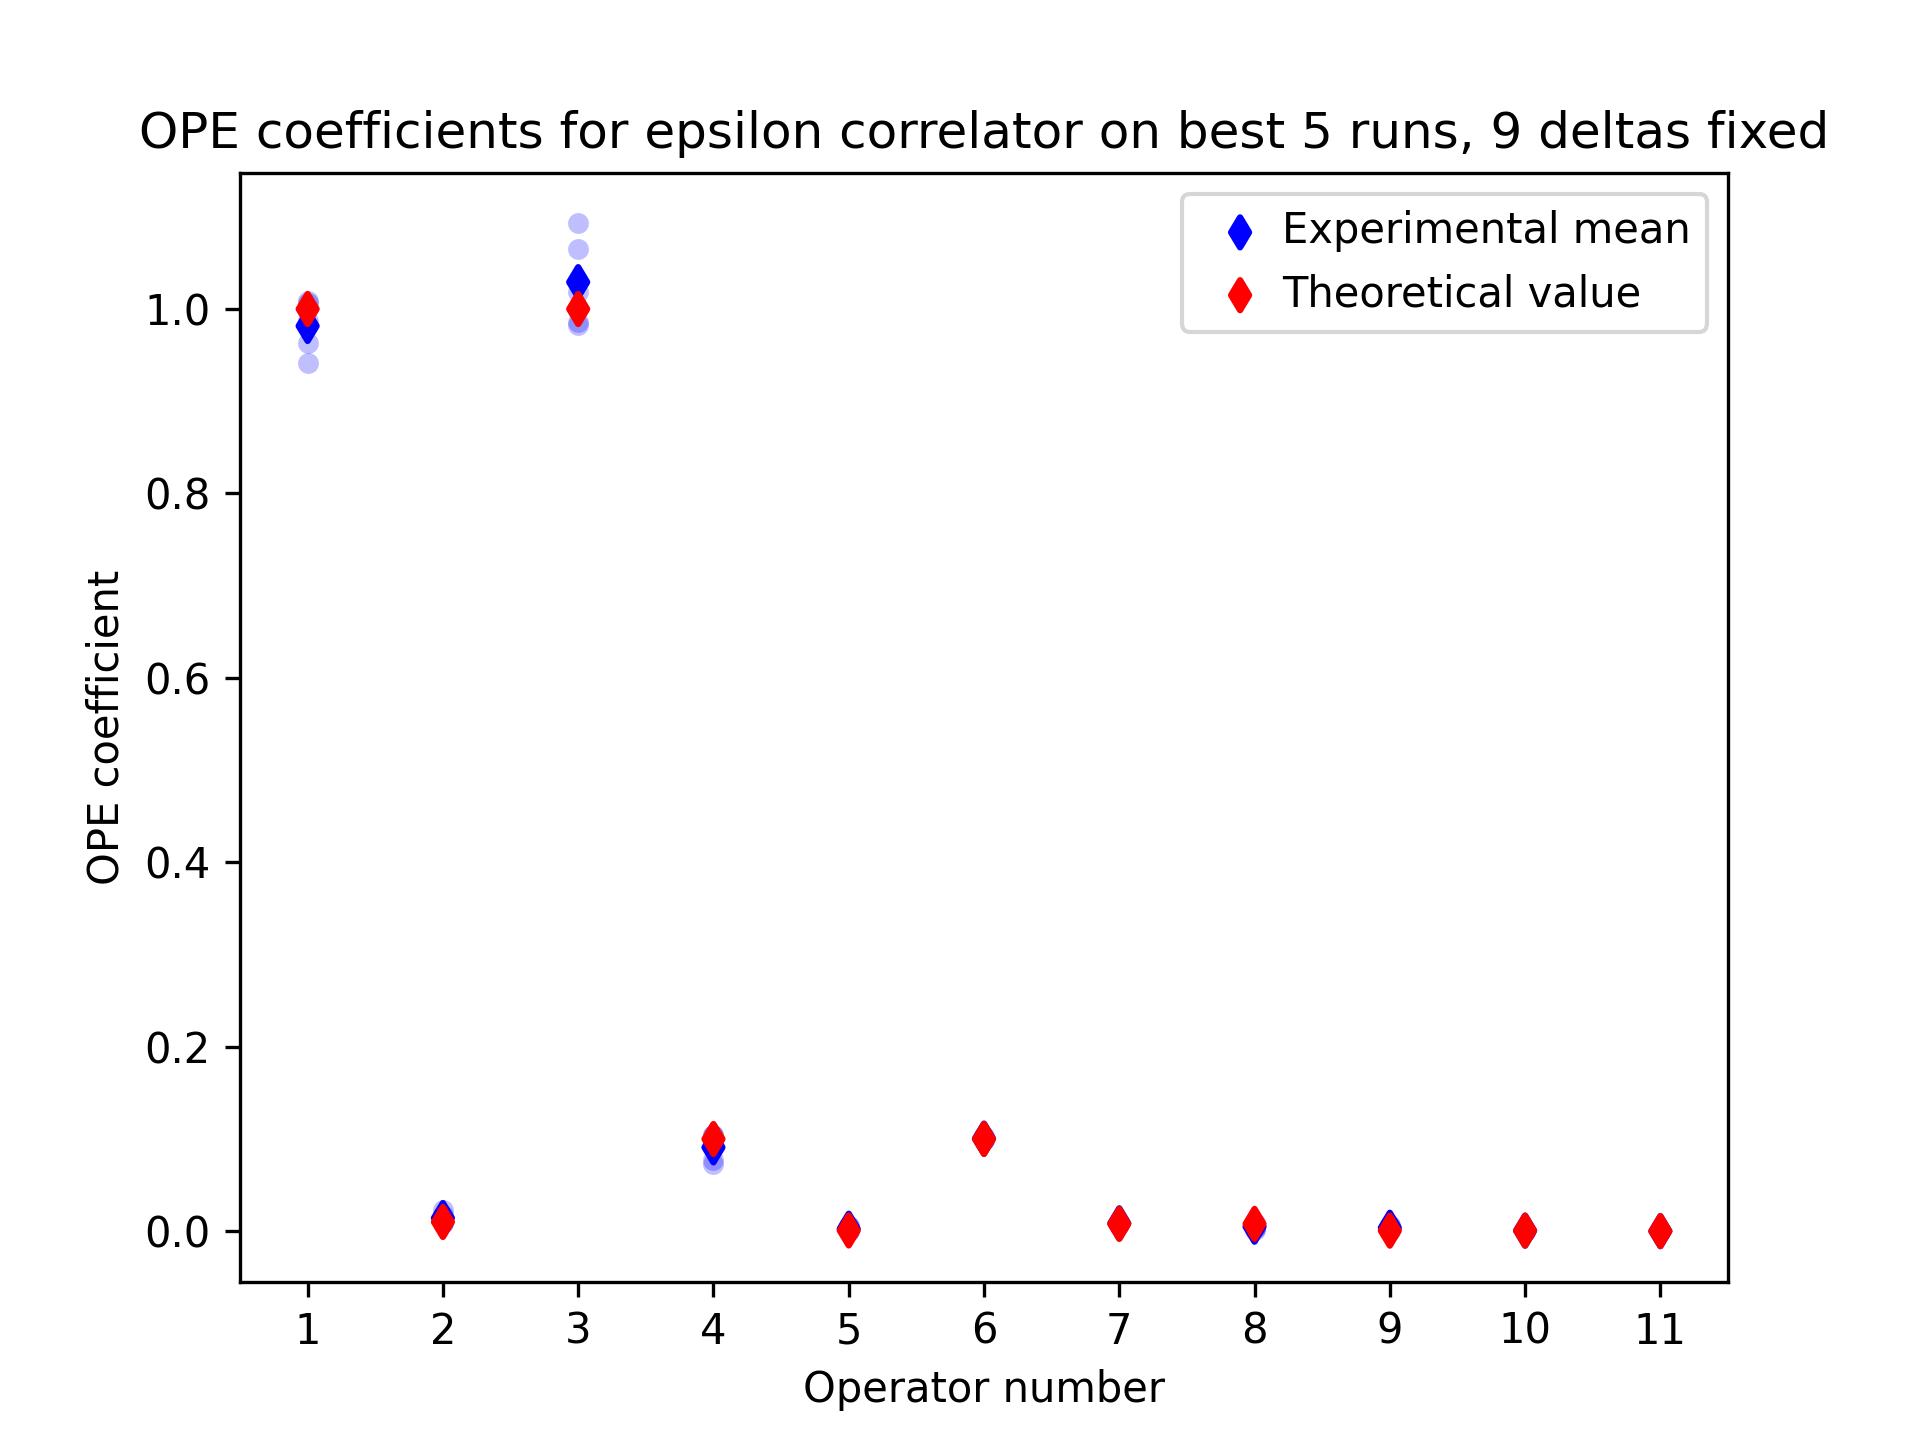 OPE coefficients for epsilon correlator on best 5 runs, 9 deltas fixed
Experimental mean
Theoretical value
OPE coefficient
1.0
0.8
0.6
0.4
0.2
0.0
1 2 3 4 5 6 7 8 9 10 11
Operator number